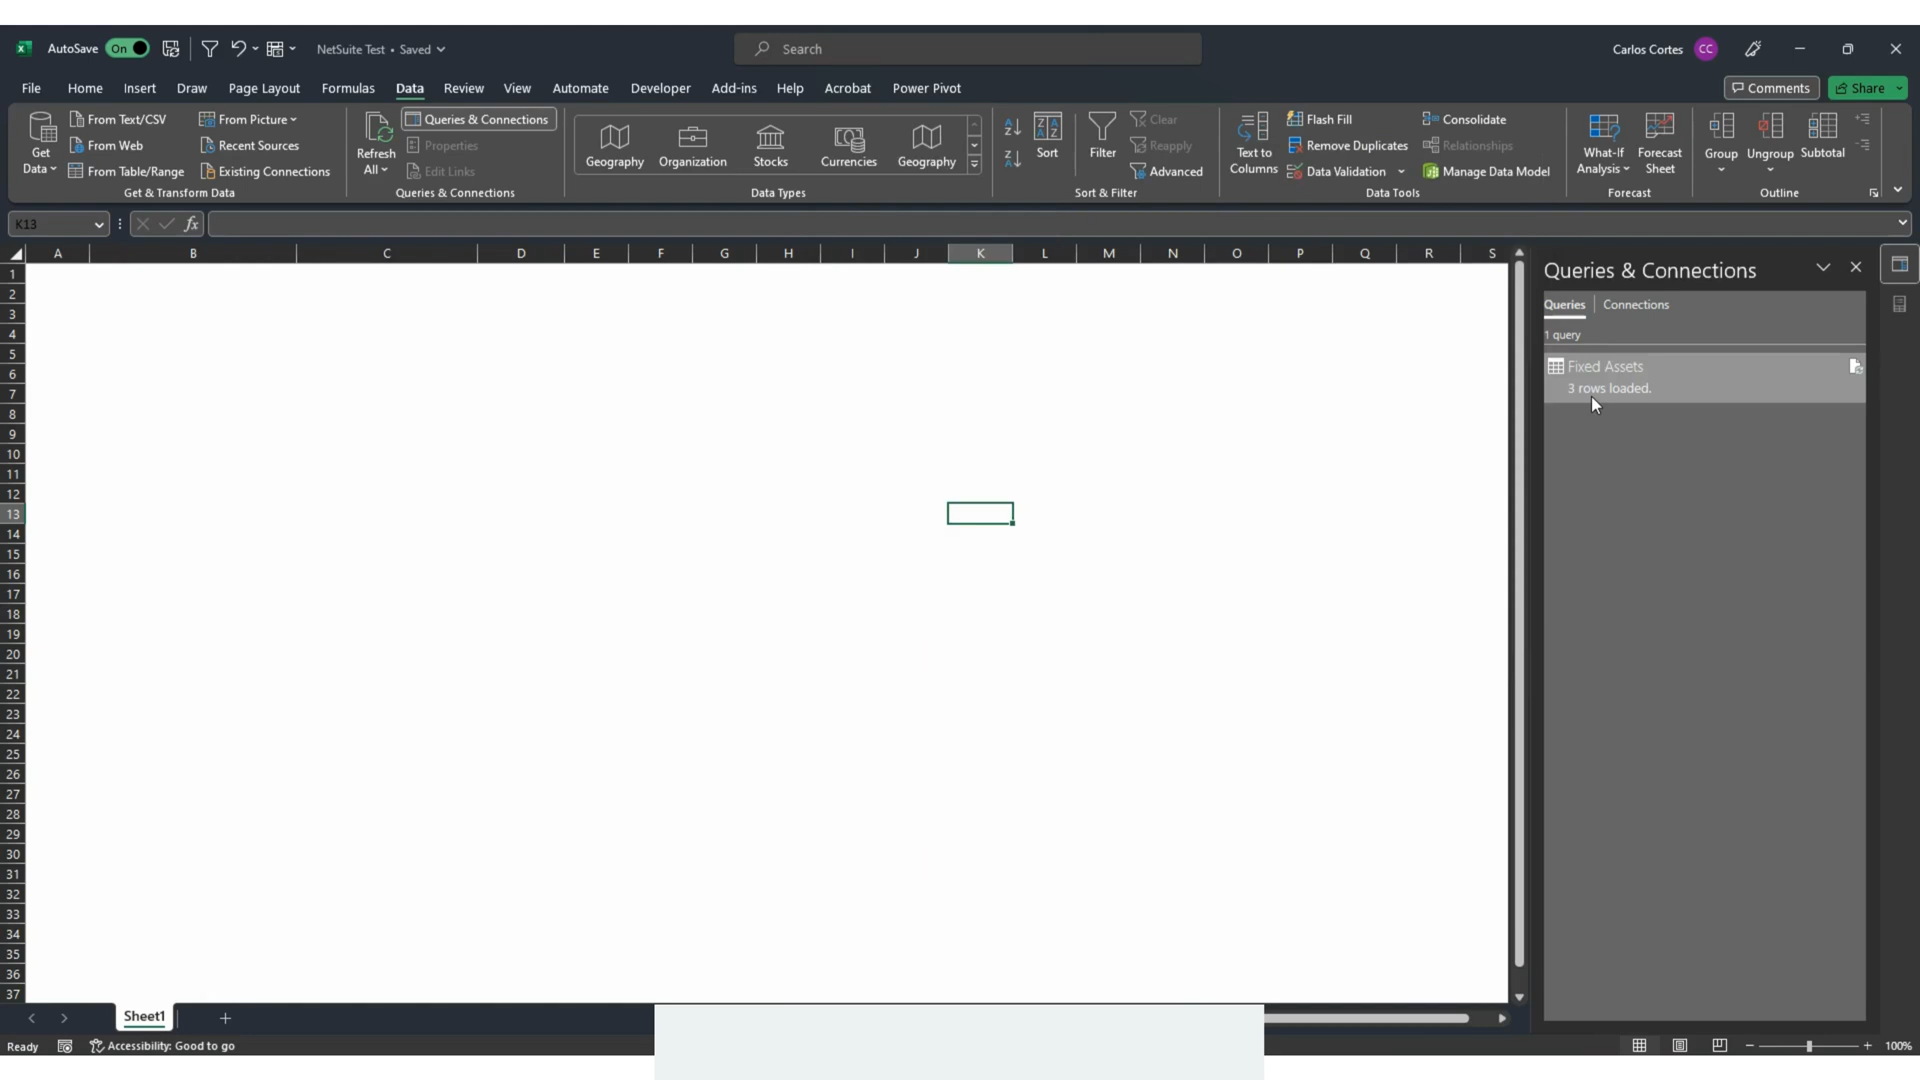 AutoSave On NetSuite Test • Saved Search Carlos Cortes CC
File Home Insert Draw Page Layout Formulas Data Review View Automate Developer Add-ins Help Acrobat Power Pivot Comments Share
Get Data
From Text/CSV
From Web
From Table/Range
From Picture
Recent Sources
Existing Connections
Get & Transform Data
Refresh All
Queries & Connections
Properties
Edit Links
Queries & Connections
Geography Organization Stocks Currencies Geography
Data Types
Sort
Filter
Clear
Reapply
Advanced
Sort & Filter
Text to Columns
Flash Fill
Remove Duplicates
Data Validation
Consolidate
Relationships
Manage Data Model
Data Tools
What-If Analysis
Forecast Sheet
Forecast
Group Ungroup Subtotal
Outline
K13 fx
A B C D E F G H I J K L M N O P Q R S
1
2
3
4
5
6
7
8
9
10
11
12
13
14
15
16
17
18
19
20
21
22
23
24
25
26
27
28
29
30
31
32
33
34
35
36
37
Queries & Connections
Queries Connections
1 query
Fixed Assets
3 rows loaded.
Sheet1
Ready Accessibility: Good to go 100%